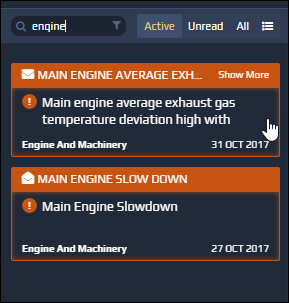 engine Active Unread All
MAIN ENGINE AVERAGE EXH... Show More
Main engine average exhaust gas
temperature deviation high with
Engine And Machinery 31 OCT 2017
MAIN ENGINE SLOW DOWN
Main Engine Slowdown
Engine And Machinery 27 OCT 2017